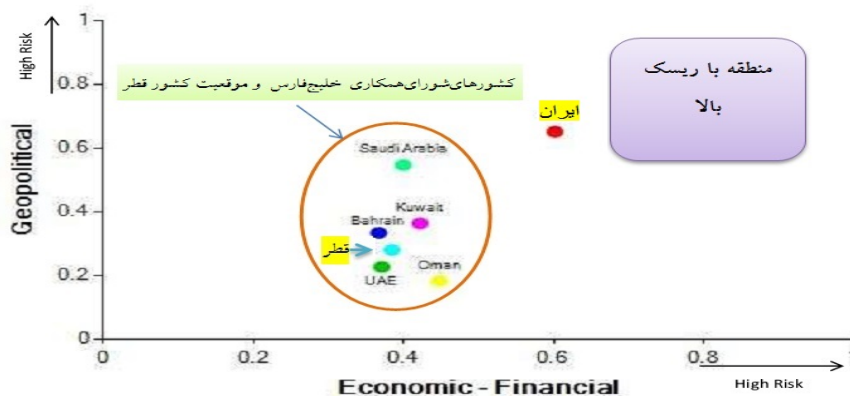 High Risk
Geopolitical
1
0.8
0.6
0.4
0.2
0
کشورهای‌شورای‌همکاری خلیج‌فارس و موقعیت کشور قطر
منطقه با ریسک
بالا
ایران
Saudi Arabia
Kuwait
Bahrain
قطر
UAE
Oman
0
0.2
0.4
0.6
0.8
Economic - Financial
High Risk